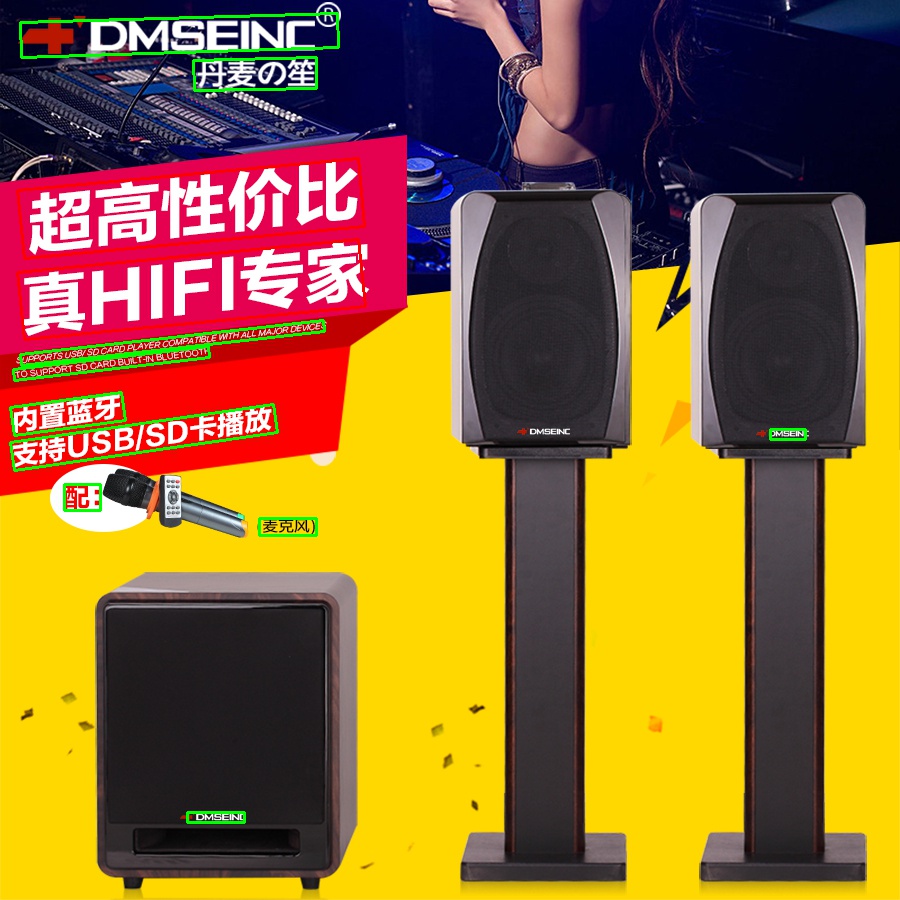 DMSEINC®
丹麦の笙
超高性价比
真HIFI专家
SUPPORTS USB/ SD CARD PLAYER COMPATIBLE WITH ALL MAJOR DEVICE
TO SUPPORT SD CARD BUILT-IN BLUETOOTH
内置蓝牙
支持USB/SD卡播放
配:
麦克风)
DMSEINC
DMSEINC
DMSEINC